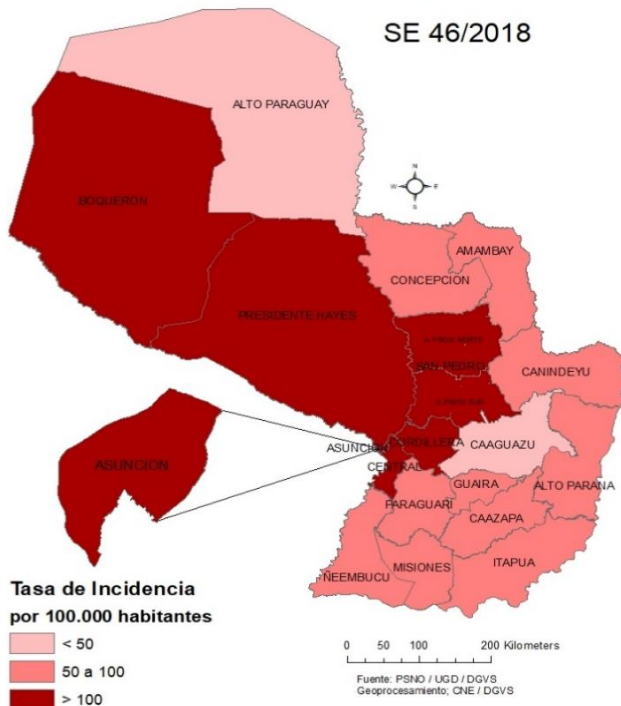 SE 46/2018
ALTO PARAGUAY
N
W E
S
BOQUERON
AMAMBAY
CONCEPCION
PRESIDENTE HAYES
SAN PEDRO
CANINDEYU
ASUNCION
CORDILLERA
CAAGUAZU
ASUNCION
CENTRAL
GUAIRA
ALTO PARANA
PARAGUARI
CAAZAPA
ÑEEMBUCU
MISIONES
ITAPUA
Tasa de Incidencia
por 100.000 habitantes
< 50
50 a 100
> 100
0 50 100 200 Kilometers
Fuente: PSNO / UGD / DGVS
Geoprocesamiento; CNE / DGVS